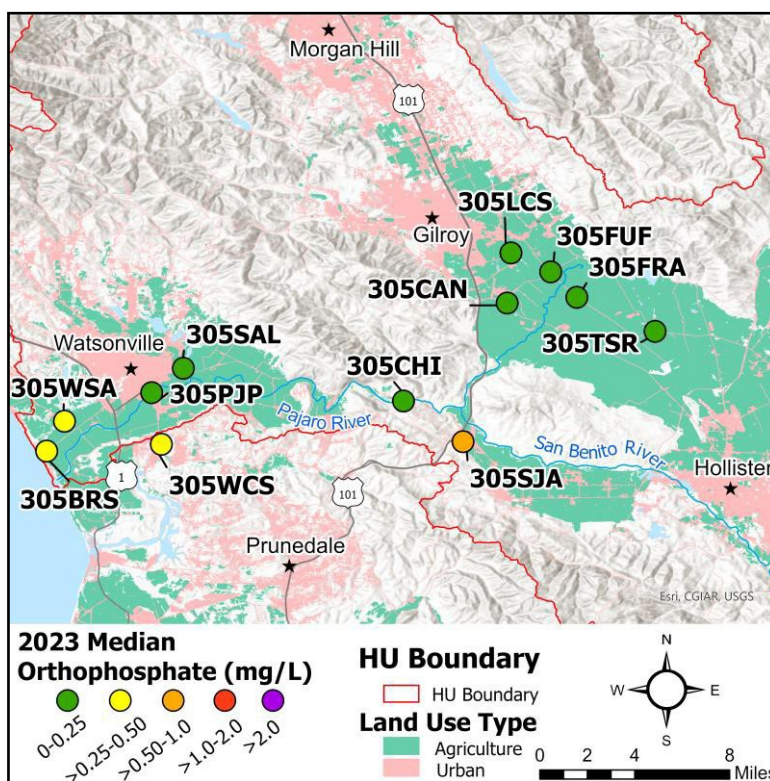 Morgan Hill
101
305LCS
Gilroy
305FUF
305FRA
305CAN
Watsonville
305SAL
305TSR
305CHI
305WSA
305PJP
Pajaro River
San Benito River
305SJA
Hollister
305WCS
1
101
305BRS
Prunedale
Esri, CGIAR, USGS
2023 Median
Orthophosphate (mg/L)
0-0.25
>0.25-0.50
>0.50-1.0
>1.0-2.0
>2.0
HU Boundary
HU Boundary
Land Use Type
Agriculture
Urban
N
W
E
S
0 2 4 8
Miles